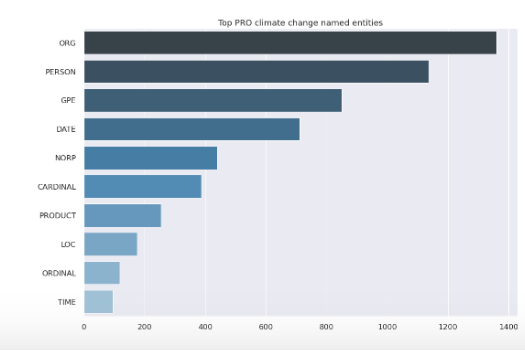 Top PRO climate change named entities
ORG
PERSON
GPE
DATE
NORP
CARDINAL
PRODUCT
LOC
ORDINAL
TIME
0 200 400 600 800 1000 1200 1400